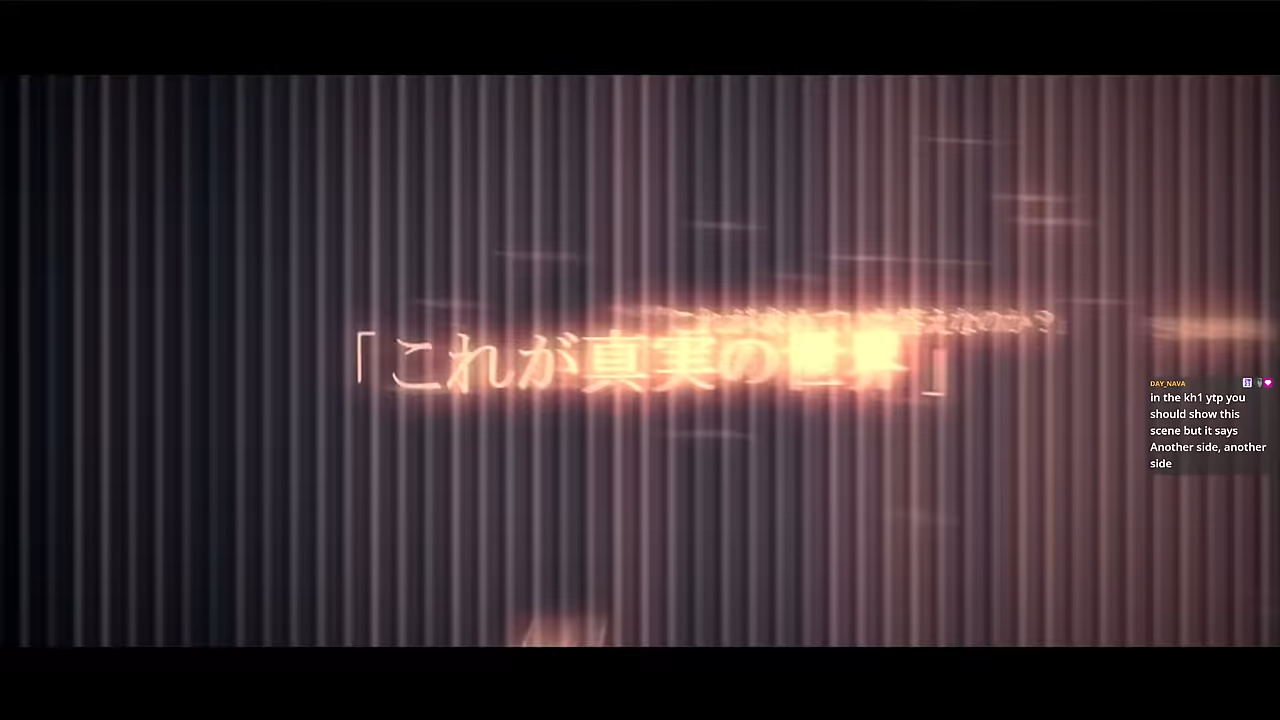 「これが真実の世界」
DAY_NAVA
in the kh1 ytp you
should show this
scene but it says
Another side, another
side